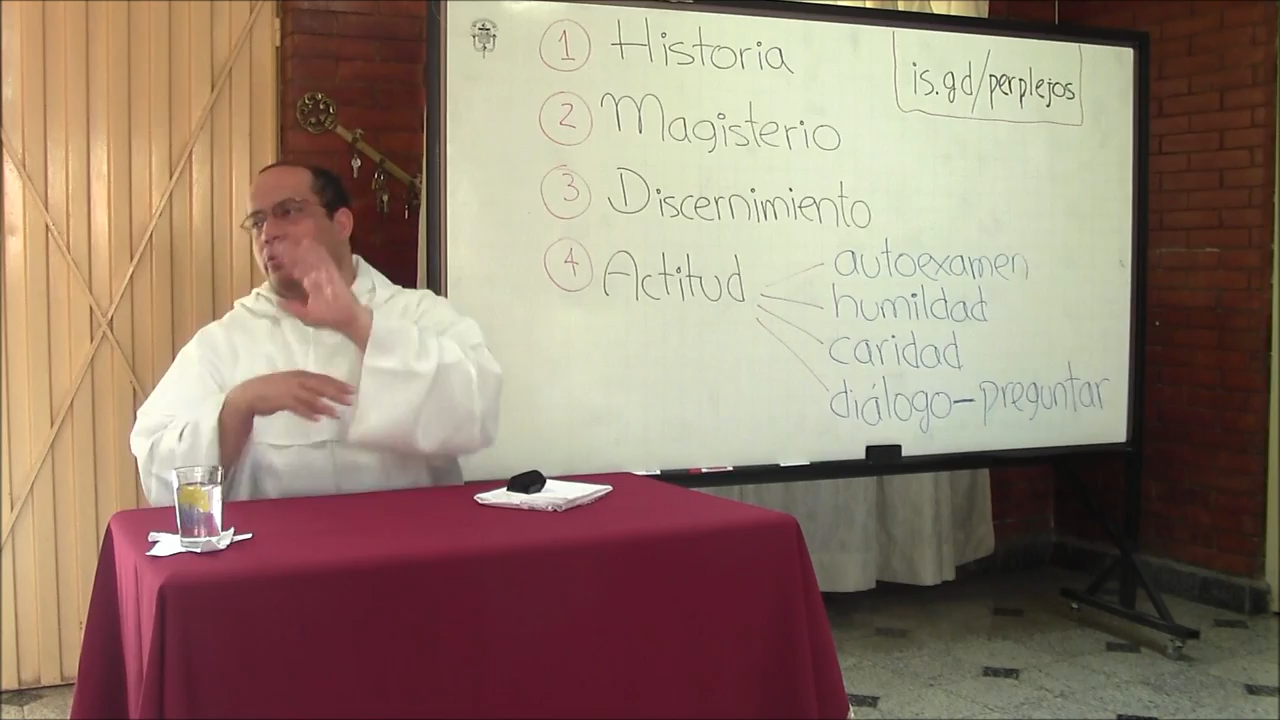 1 Historia
is.gd/perplejos
2 Magisterio
3 Discernimiento
4 Actitud
autoexamen
humildad
caridad
diálogo-preguntar